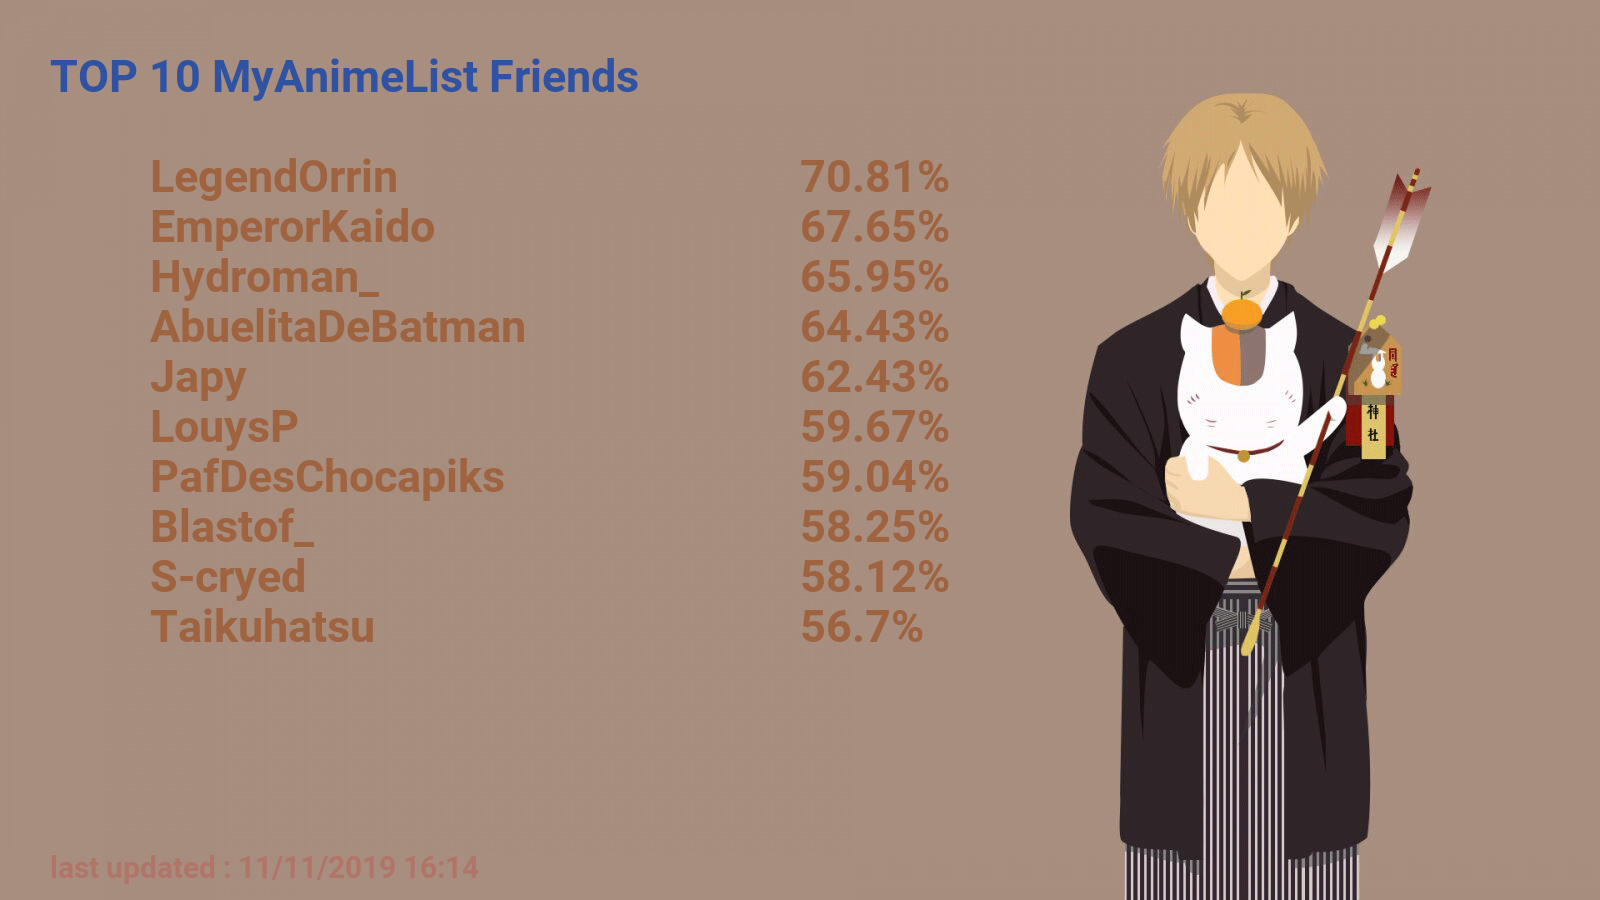 TOP 10 MyAnimeList Friends
LegendOrrin 70.81%
EmperorKaido 67.65%
Hydroman_ 65.95%
AbuelitaDeBatman 64.43%
Japy 62.43%
LouysP 59.67%
PafDesChocapiks 59.04%
Blastof_ 58.25%
S-cryed 58.12%
Taikuhatsu 56.7%
神社
last updated : 11/11/2019 16:14